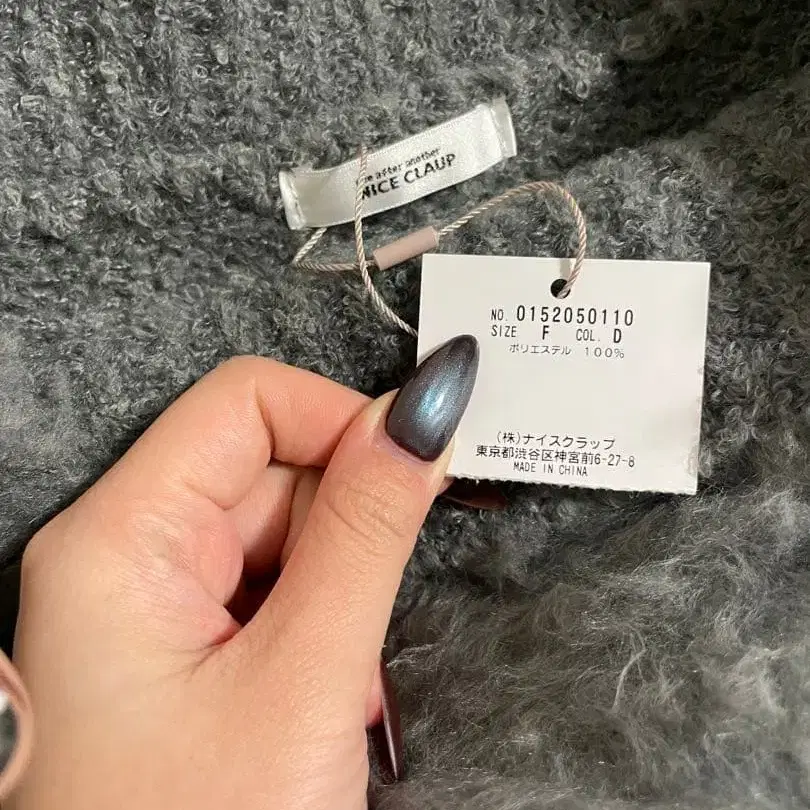 after another
NICE CLAUP
NO. 0152050110
SIZE F COL. D
ポリエステル 100%
(株)ナイスクラップ
東京都渋谷区神宮前6-27-8
MADE IN CHINA